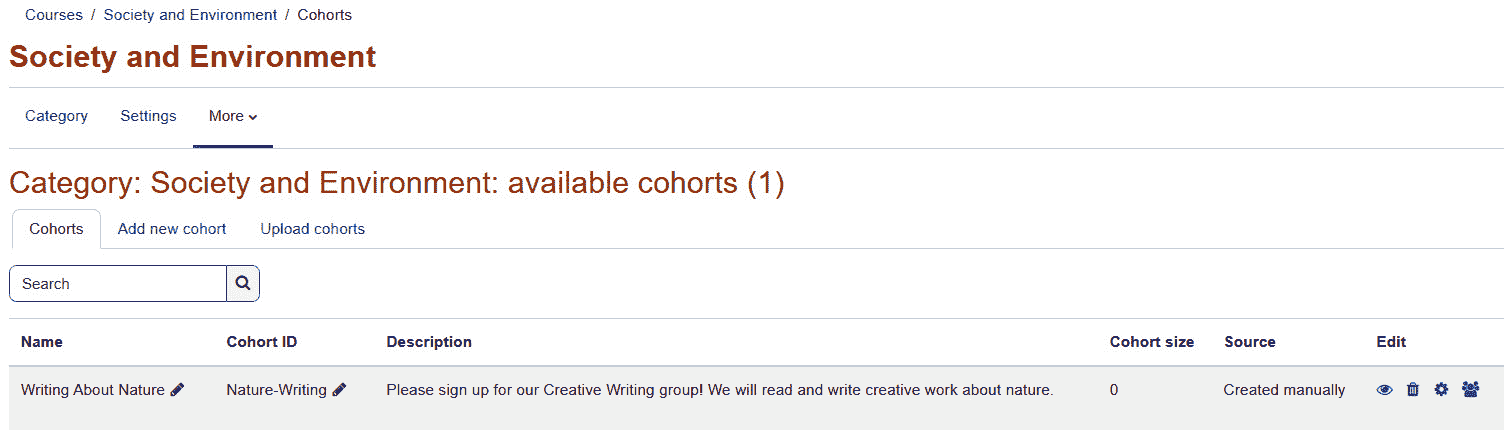 Courses / Society and Environment / Cohorts
Society and Environment
Category Settings More
Category: Society and Environment: available cohorts (1)
Cohorts Add new cohort Upload cohorts
Search
Name Cohort ID Description Cohort size Source Edit
Writing About Nature Nature-Writing Please sign up for our Creative Writing group! We will read and write creative work about nature. 0 Created manually